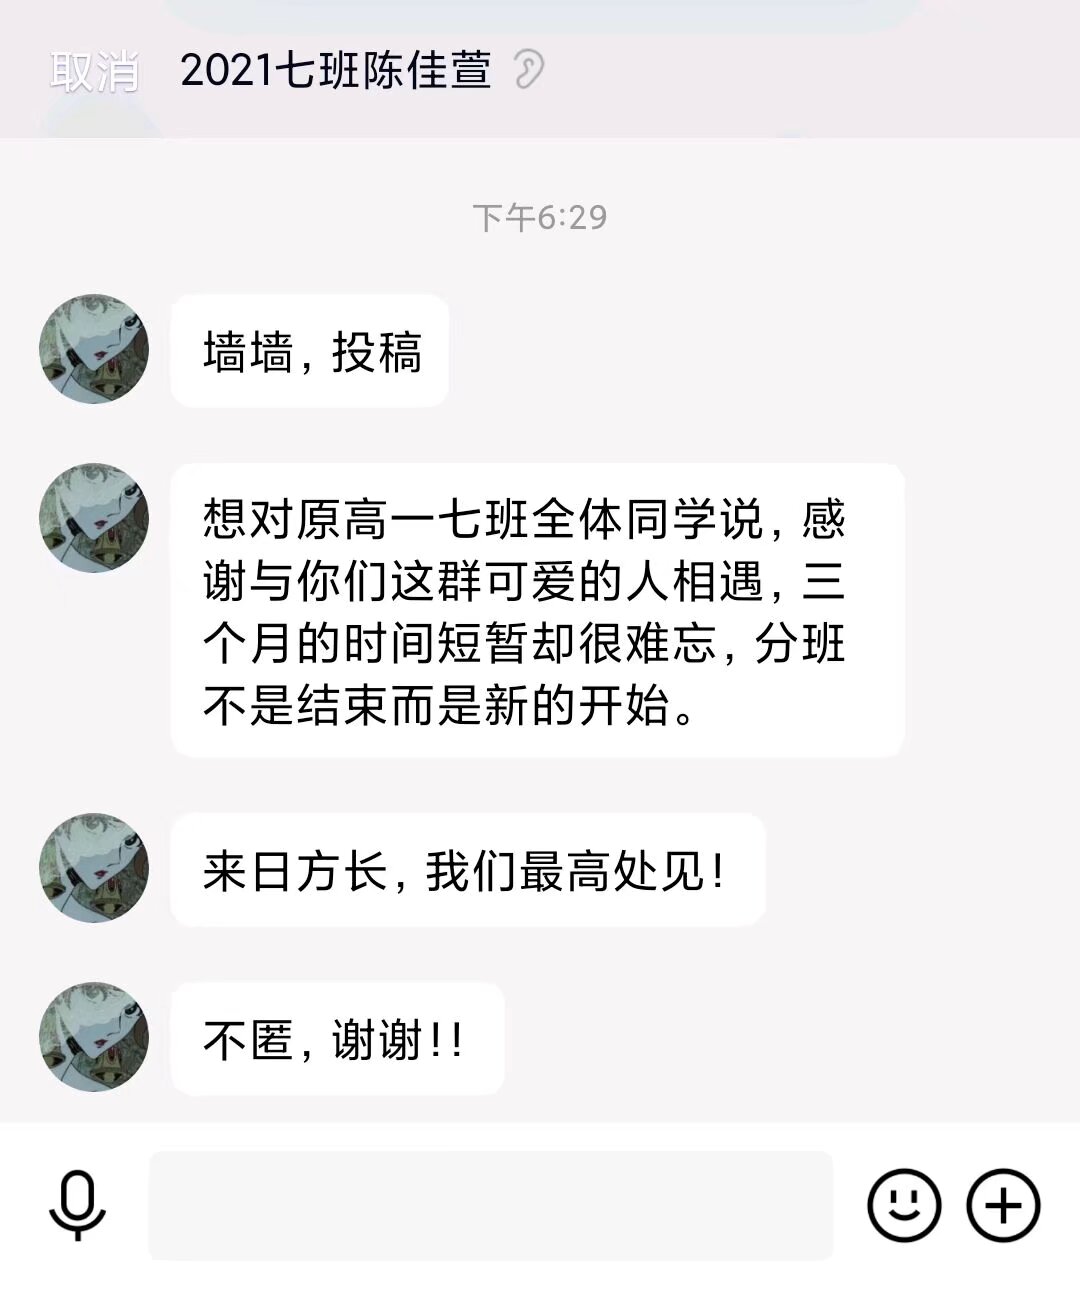 取消 2021七班陈佳萱
下午6:29
墙墙，投稿
想对原高一七班全体同学说，感
谢与你们这群可爱的人相遇，三
个月的时间短暂却很难忘，分班
不是结束而是新的开始。
来日方长，我们最高处见！
不匿，谢谢！！